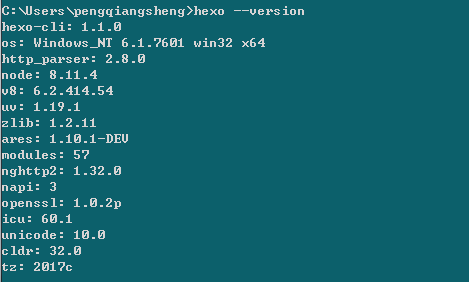 C:\Users\pengqiangsheng>hexo --version
hexo-cli: 1.1.0
os: Windows_NT 6.1.7601 win32 x64
http_parser: 2.8.0
node: 8.11.4
v8: 6.2.414.54
uv: 1.19.1
zlib: 1.2.11
ares: 1.10.1-DEV
modules: 57
nghttp2: 1.32.0
napi: 3
openssl: 1.0.2p
icu: 60.1
unicode: 10.0
cldr: 32.0
tz: 2017c